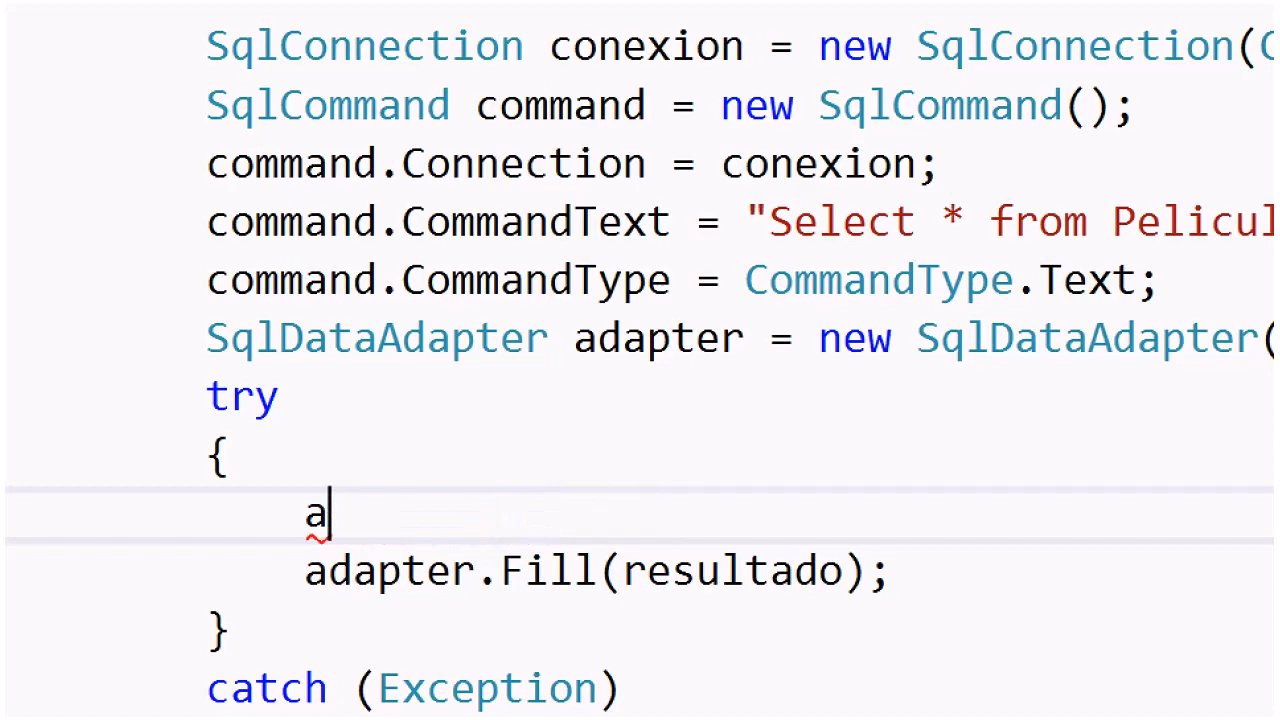 SqlConnection conexion = new SqlConnection(
SqlCommand command = new SqlCommand();
command.Connection = conexion;
command.CommandText = "Select * from Pelicul
command.CommandType = CommandType.Text;
SqlDataAdapter adapter = new SqlDataAdapter(
try
{
a
adapter.Fill(resultado);
}
catch (Exception)